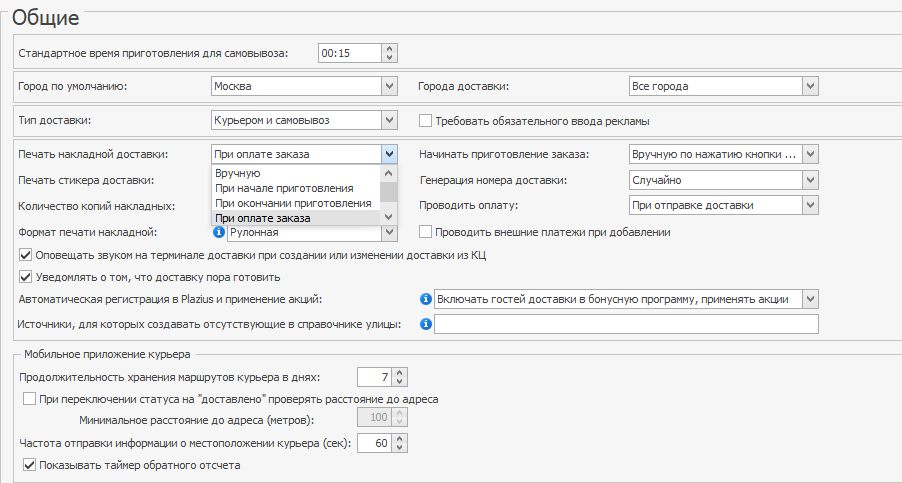 Общие
Стандартное время приготовления для самовывоза: 00:15
Город по умолчанию: Москва Города доставки: Все города
Тип доставки: Курьером и самовывоз Требовать обязательного ввода рекламы
Печать накладной доставки: При оплате заказа Начинать приготовление заказа: Вручную по нажатию кнопки ...
Вручную
Печать стикера доставки: При начале приготовления Генерация номера доставки: Случайно
Количество копий накладных: При окончании приготовления Проводить оплату: При отправке доставки
При оплате заказа
Формат печати накладной: Рулонная Проводить внешние платежи при добавлении
Оповещать звуком на терминале доставки при создании или изменении доставки из КЦ
Уведомлять о том, что доставку пора готовить
Автоматическая регистрация в Plazius и применение акций: Включать гостей доставки в бонусную программу, применять акции
Источники, для которых создавать отсутствующие в справочнике улицы:
Мобильное приложение курьера
Продолжительность хранения маршрутов курьера в днях: 7
При переключении статуса на "доставлено" проверять расстояние до адреса
Минимальное расстояние до адреса (метров): 100
Частота отправки информации о местоположении курьера (сек): 60
Показывать таймер обратного отсчета